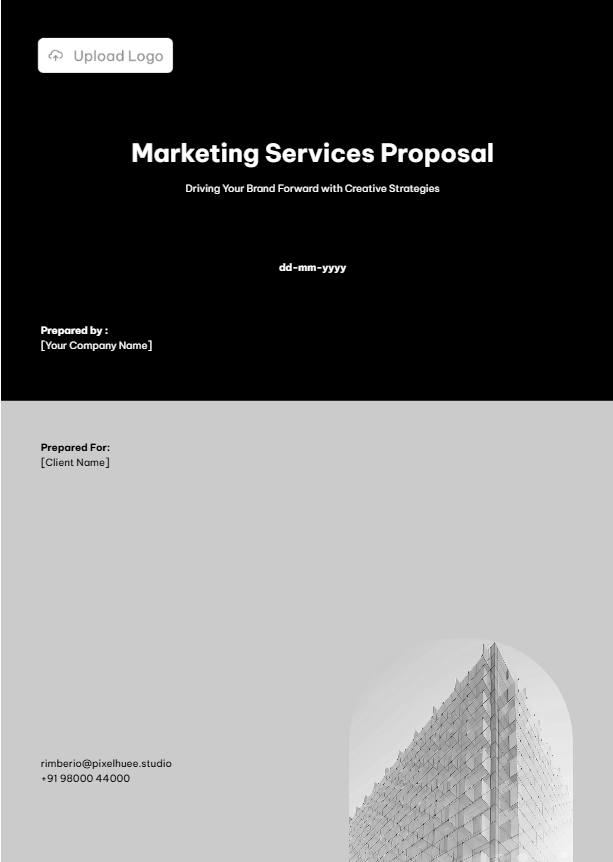 Upload Logo
Marketing Services Proposal
Driving Your Brand Forward with Creative Strategies
dd-mm-yyyy
Prepared by :
[Your Company Name]
Prepared For:
[Client Name]
rimberio@pixelhuee.studio
+91 98000 44000